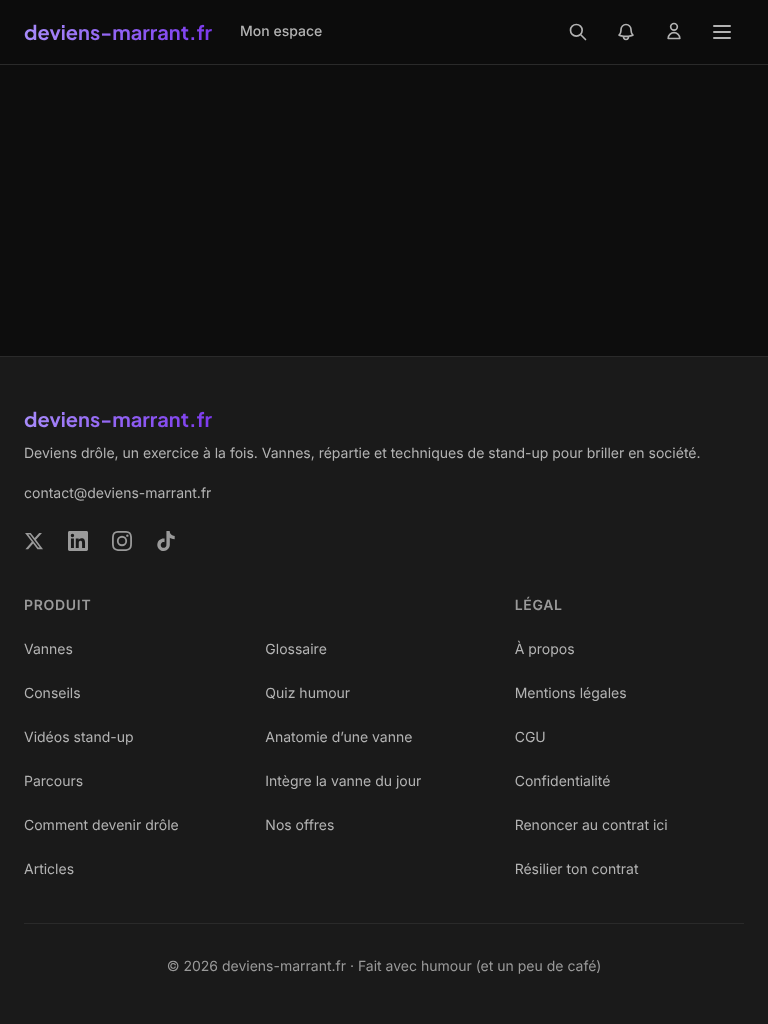 deviens-marrant.fr
Mon espace
deviens-marrant.fr
Deviens drôle, un exercice à la fois. Vannes, répartie et techniques de stand-up pour briller en société.
contact@deviens-marrant.fr
PRODUIT
Vannes
Conseils
Vidéos stand-up
Parcours
Comment devenir drôle
Articles
Glossaire
Quiz humour
Anatomie d’une vanne
Intègre la vanne du jour
Nos offres
LÉGAL
À propos
Mentions légales
CGU
Confidentialité
Renoncer au contrat ici
Résilier ton contrat
© 2026 deviens-marrant.fr · Fait avec humour (et un peu de café)